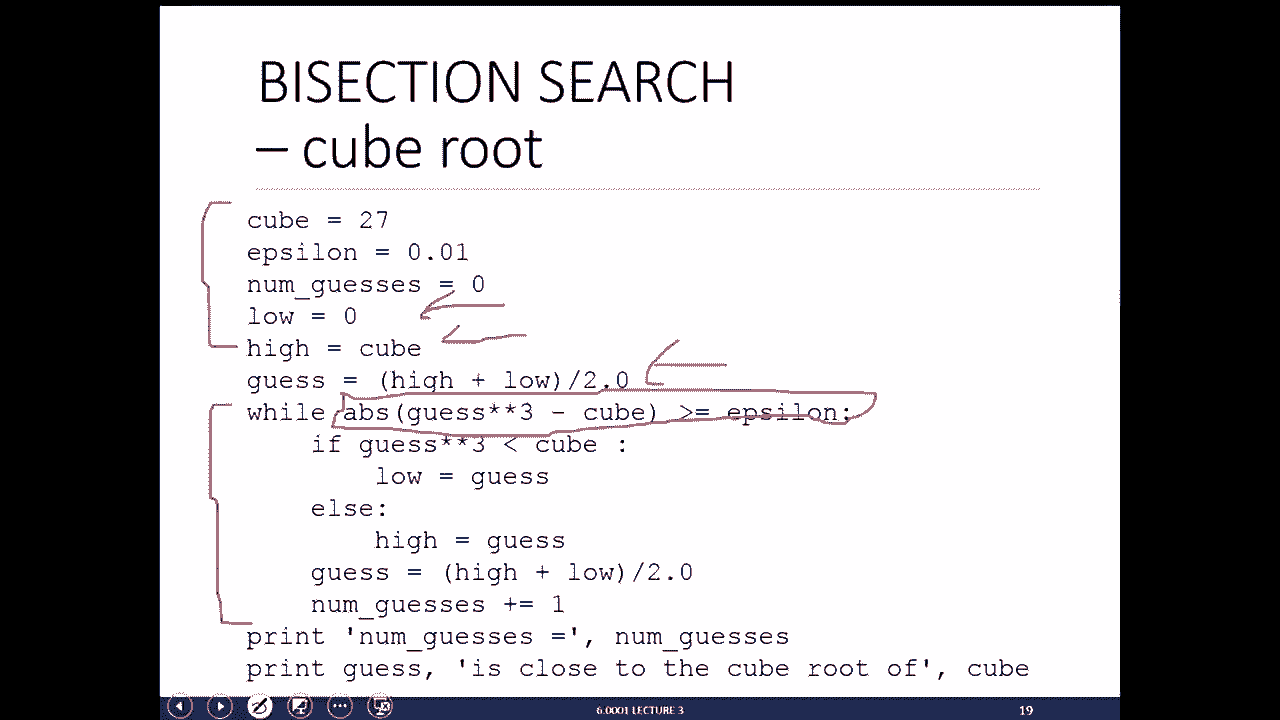 BISECTION SEARCH
– cube root
cube = 27
epsilon = 0.01
num_guesses = 0
low = 0
high = cube
guess = (high + low)/2.0
while abs(guess**3 - cube) >= epsilon:
    if guess**3 < cube :
        low = guess
    else:
        high = guess
    guess = (high + low)/2.0
    num_guesses += 1
print 'num_guesses =', num_guesses
print guess, 'is close to the cube root of', cube
6.0001 LECTURE 3
19